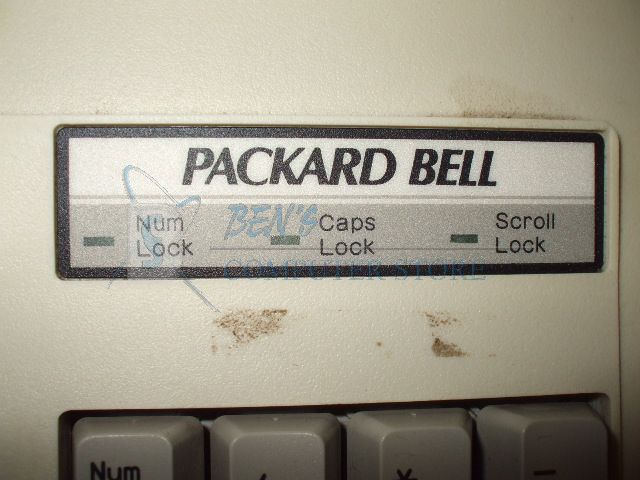 PACKARD BELL
Num
Lock
Caps
Lock
Scroll
Lock
BEN'S
COMPUTER STORE
Num
/
*
-